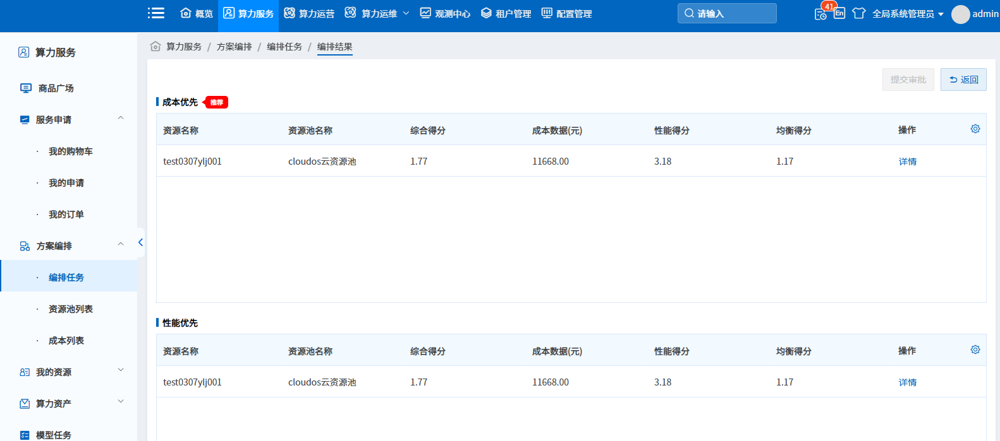 概览 算力服务 算力运营 算力运维 观测中心 租户管理 配置管理 请输入 41 En 全局系统管理员 admin
算力服务
商品广场
服务申请
· 我的购物车
· 我的申请
· 我的订单
方案编排
· 编排任务
· 资源池列表
· 成本列表
我的资源
算力资产
模型任务
算力服务 / 方案编排 / 编排任务 / 编排结果
提交审批 返回
成本优先 推荐
资源名称 资源池名称 综合得分 成本数据(元) 性能得分 均衡得分 操作
test0307ylj001 cloudos云资源池 1.77 11668.00 3.18 1.17 详情
性能优先
资源名称 资源池名称 综合得分 成本数据(元) 性能得分 均衡得分 操作
test0307ylj001 cloudos云资源池 1.77 11668.00 3.18 1.17 详情